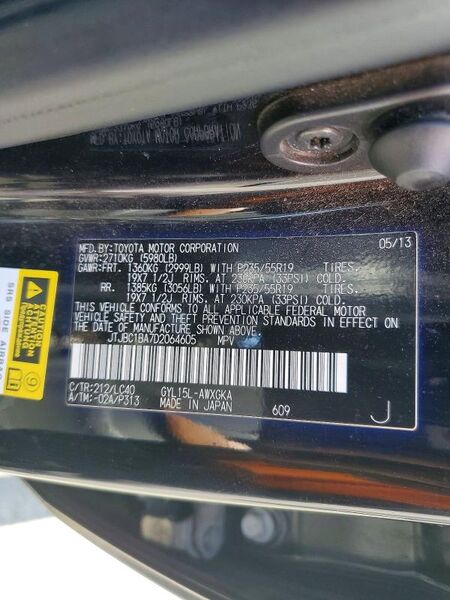 MFD.BY:TOYOTA MOTOR CORPORATION 05/13
GVWR:2710KG (5980LB)
GAWR:FRT.1360KG (2999LB) WITH P235/55R19 TIRES.
19X7 1/2J RIMS. AT 230KPA (33PSI) COLD.
RR. 1385KG (3056LB) WITH P235/55R19 TIRES.
19X7 1/2J RIMS. AT 230KPA (33PSI) COLD.
THIS VEHICLE CONFORMS TO ALL APPLICABLE FEDERAL MOTOR
VEHICLE SAFETY STANDARDS IN EFFECT ON THE DATE OF
MANUFACTURE SHOWN ABOVE.
JTJBC1BA7D2064605 MPV
C/TR:212/LC40 GYL15L-AWXGKA
A/TM:-02A/P313 MADE IN JAPAN 609 J
SRS SIDE AIRBAG